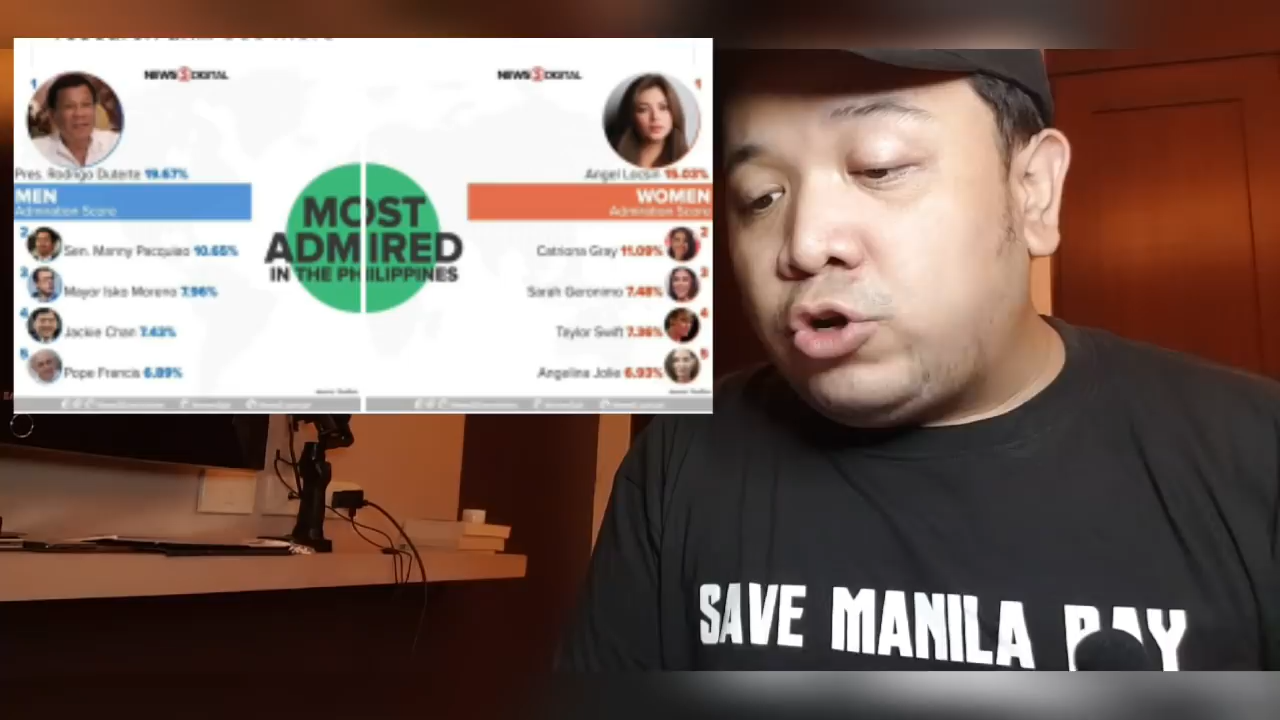 NEWS5 DIGITAL
NEWS5 DIGITAL
1
1
Pres. Rodrigo Duterte 19.67%
Angel Locsin 15.03%
MEN
Admiration Score
WOMEN
Admiration Score
MOST
ADMIRED
IN THE PHILIPPINES
2
Sen. Manny Pacquiao 10.65%
Catriona Gray 11.09%
2
3
Mayor Isko Moreno 7.96%
Sarah Geronimo 7.48%
3
4
Jackie Chan 7.43%
Taylor Swift 7.36%
4
5
Pope Francis 6.89%
Angelina Jolie 6.93%
5
SAVE MANILA BAY